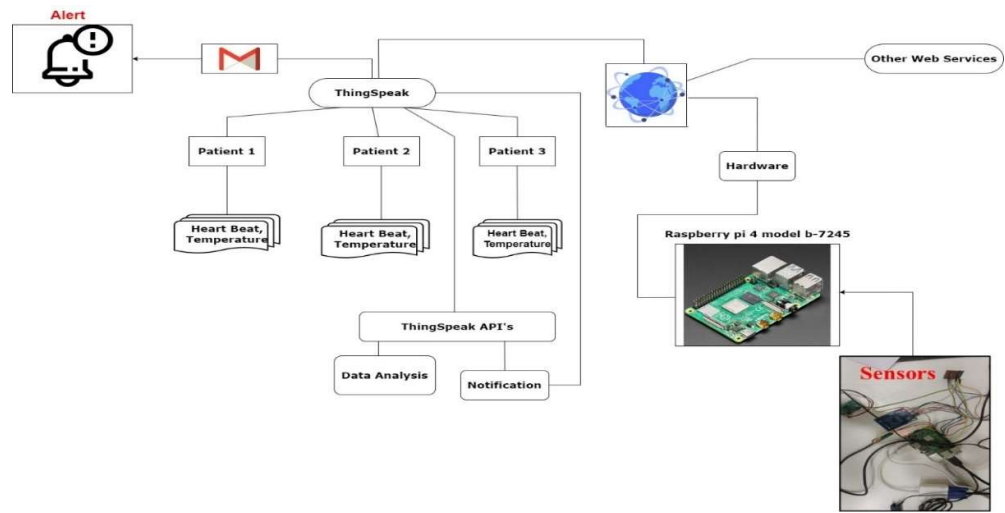 Alert
Other Web Services
ThingSpeak
Patient 1
Patient 2
Patient 3
Hardware
Heart Beat,
Temperature
Heart Beat,
Temperature
Heart Beat,
Temperature
Raspberry pi 4 model b-7245
ThingSpeak API's
Data Analysis
Notification
Sensors